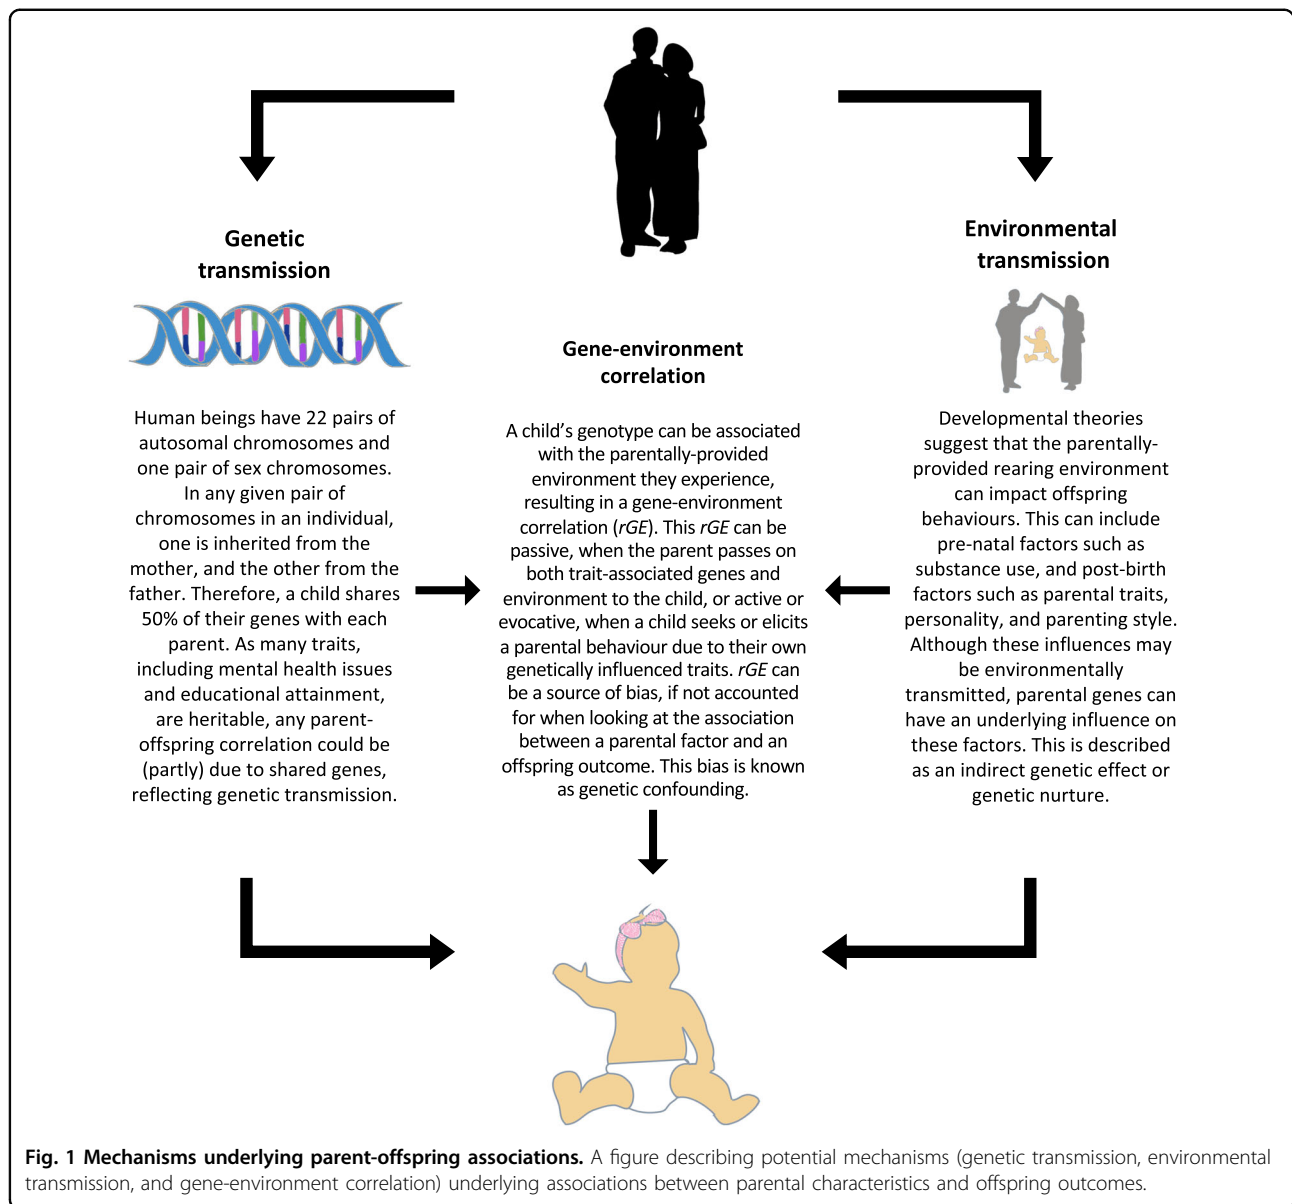 Genetic
transmission
Human beings have 22 pairs of
autosomal chromosomes and
one pair of sex chromosomes.
In any given pair of
chromosomes in an individual,
one is inherited from the
mother, and the other from the
father. Therefore, a child shares
50% of their genes with each
parent. As many traits,
including mental health issues
and educational attainment,
are heritable, any parent-
offspring correlation could be
(partly) due to shared genes,
reflecting genetic transmission.
Gene-environment
correlation
A child’s genotype can be associated
with the parentally-provided
environment they experience,
resulting in a gene-environment
correlation (rGE). This rGE can be
passive, when the parent passes on
both trait-associated genes and
environment to the child, or active or
evocative, when a child seeks or elicits
a parental behaviour due to their own
genetically influenced traits. rGE can
be a source of bias, if not accounted
for when looking at the association
between a parental factor and an
offspring outcome. This bias is known
as genetic confounding.
Environmental
transmission
Developmental theories
suggest that the parentally-
provided rearing environment
can impact offspring
behaviours. This can include
pre-natal factors such as
substance use, and post-birth
factors such as parental traits,
personality, and parenting style.
Although these influences may
be environmentally
transmitted, parental genes can
have an underlying influence on
these factors. This is described
as an indirect genetic effect or
genetic nurture.
Fig. 1 Mechanisms underlying parent-offspring associations. A figure describing potential mechanisms (genetic transmission, environmental
transmission, and gene-environment correlation) underlying associations between parental characteristics and offspring outcomes.